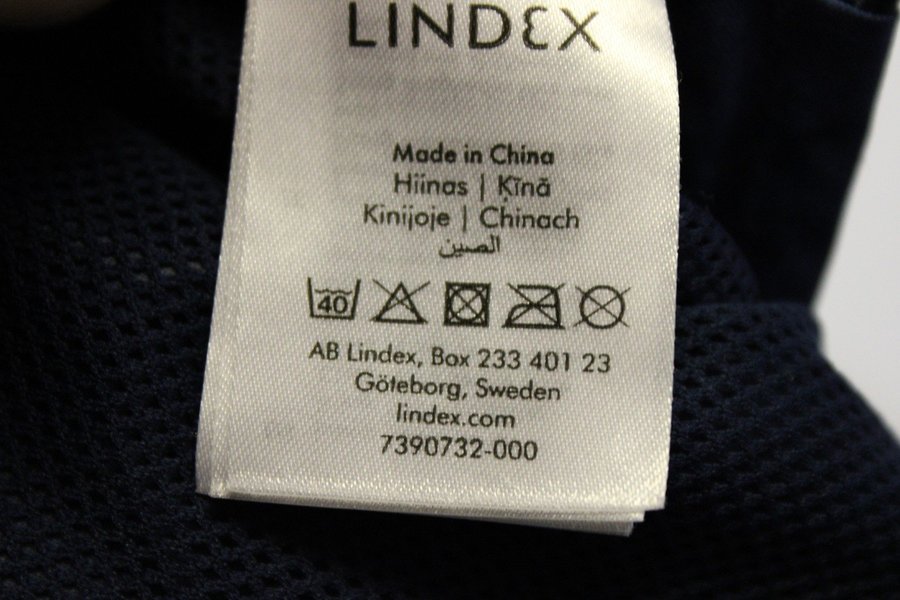 LINDEX
Made in China
Hiinas | Ķīnā
Kinijoje | Chinach
الصين
40
AB Lindex, Box 233 401 23
Göteborg, Sweden
lindex.com
7390732-000